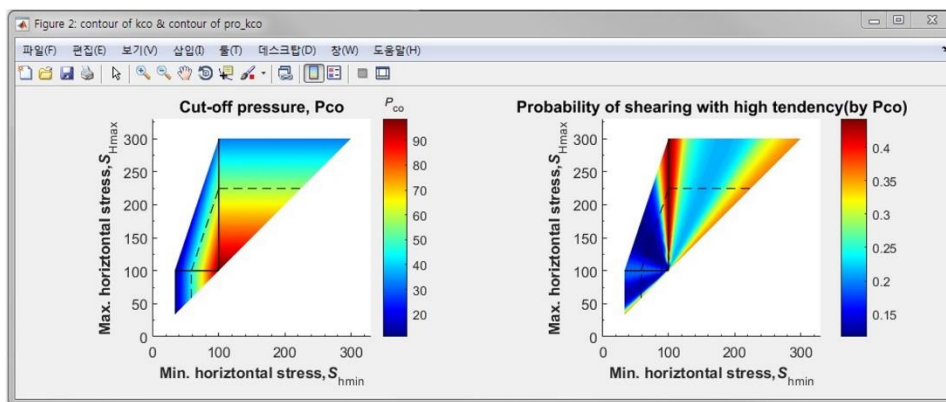 Figure 2: contour of kco & contour of pro_kco
파일(F) 편집(E) 보기(V) 삽입(I) 툴(T) 데스크탑(D) 창(W) 도움말(H)
Cut-off pressure, Pco
Pco
Max. horiztontal stress, SHmax
300
250
200
150
100
50
0
0 100 200 300
Min. horiztontal stress, Shmin
90
80
70
60
50
40
30
20
Probability of shearing with high tendency(by Pco)
Max. horiztontal stress, SHmax
300
250
200
150
100
50
0
0 100 200 300
Min. horiztontal stress, Shmin
0.4
0.35
0.3
0.25
0.2
0.15